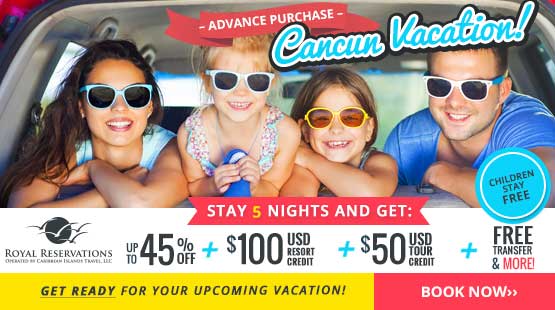 – ADVANCE PURCHASE –
Cancun Vacation!
CHILDREN
STAY
FREE
STAY 5 NIGHTS AND GET:
ROYAL RESERVATIONS
OPERATED BY CARIBBEAN ISLANDS TRAVEL, LLC
UP TO 45% OFF + $100 USD RESORT CREDIT + $50 USD TOUR CREDIT + FREE TRANSFER & MORE!
GET READY FOR YOUR UPCOMING VACATION!
BOOK NOW››